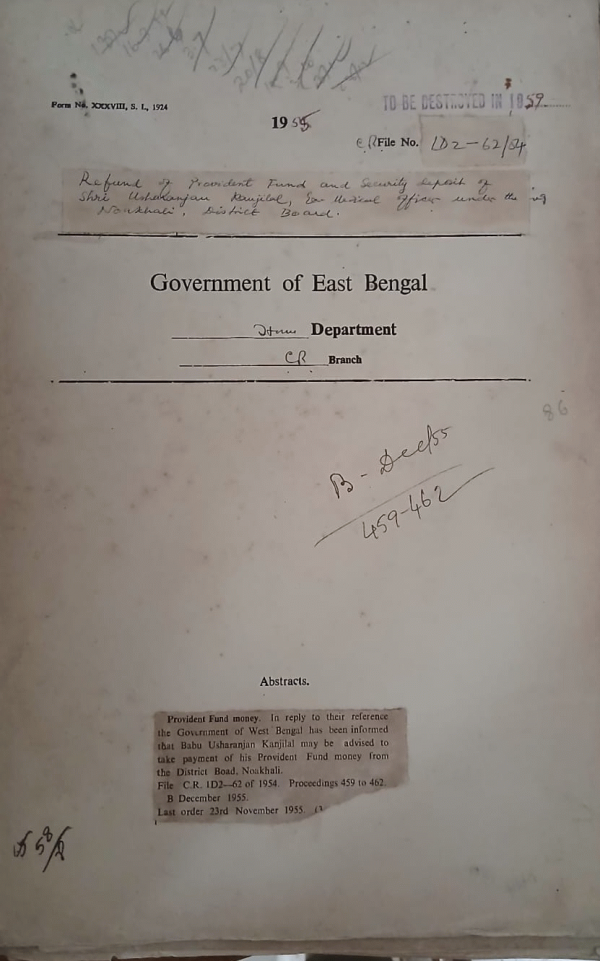 Form No. XXXVIII, S. I., 1924
TO BE DESTROYED IN 1959
1955
CR File No. 1D2-62/54
Refund of Provident Fund and Security deposit of
Shri Usharanjan Kanjilal, Ex Medical Officer under the
Noakhali, District Board.
Government of East Bengal
Home Department
CR Branch
86
B - Dec/55
459-462
Abstracts.
Provident Fund money. In reply to their reference
the Government of West Bengal has been informed
that Babu Usharanjan Kanjilal may be advised to
take payment of his Provident Fund money from
the District Boad, Noakhali.
File C.R. 1D2—62 of 1954. Proceedings 459 to 462.
B December 1955.
Last order 23rd November 1955.